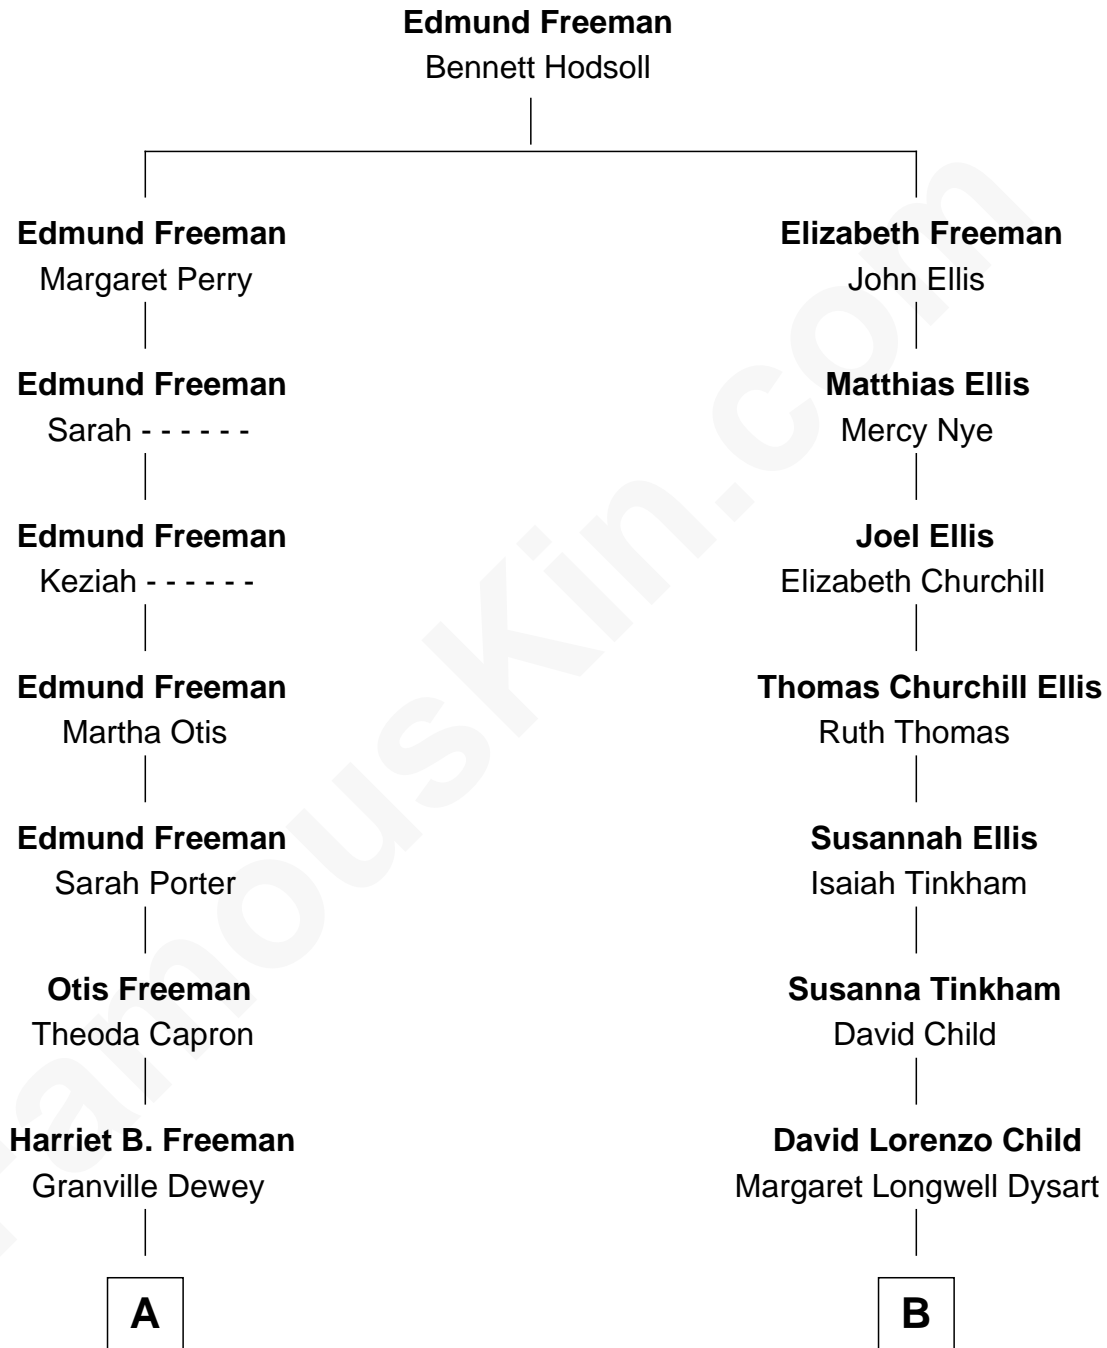 Edmund Freeman
Bennett Hodsoll
Edmund Freeman
Margaret Perry
Elizabeth Freeman
John Ellis
Edmund Freeman
Sarah - - - - - -
Matthias Ellis
Mercy Nye
Edmund Freeman
Keziah - - - - - -
Joel Ellis
Elizabeth Churchill
Edmund Freeman
Martha Otis
Thomas Churchill Ellis
Ruth Thomas
Edmund Freeman
Sarah Porter
Susannah Ellis
Isaiah Tinkham
Otis Freeman
Theoda Capron
Susanna Tinkham
David Child
Harriet B. Freeman
Granville Dewey
David Lorenzo Child
Margaret Longwell Dysart
A
B
FamousKin.com